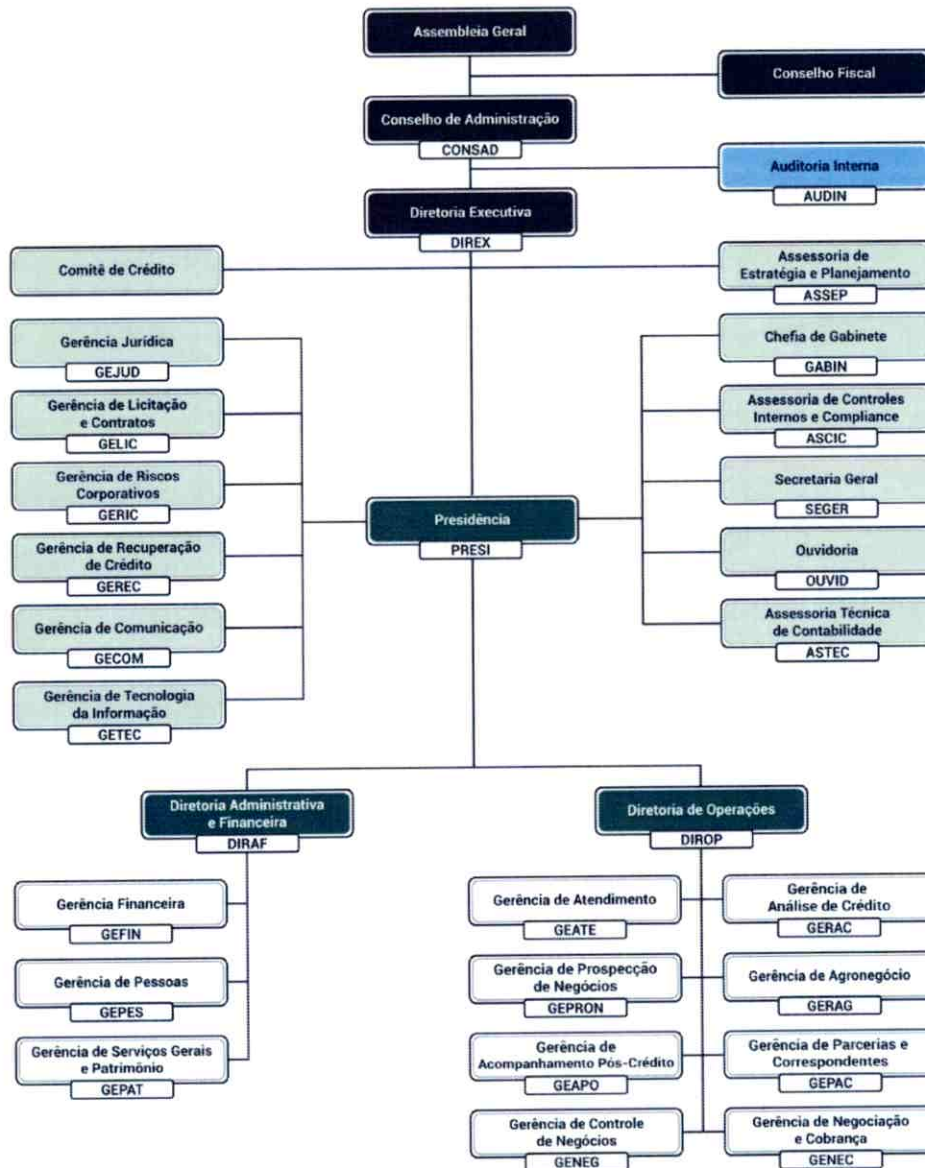 Assembleia Geral
Conselho Fiscal
Conselho de Administração
CONSAD
Auditoria Interna
AUDIN
Diretoria Executiva
DIREX
Comitê de Crédito
Assessoria de
Estratégia e Planejamento
ASSEP
Gerência Jurídica
GEJUD
Gerência de Licitação
e Contratos
GELIC
Gerência de Riscos
Corporativos
GERIC
Gerência de Recuperação
de Crédito
GEREC
Gerência de Comunicação
GECOM
Gerência de Tecnologia
da Informação
GETEC
Presidência
PRESI
Chefia de Gabinete
GABIN
Assessoria de Controles
Internos e Compliance
ASCIC
Secretaria Geral
SEGER
Ouvidoria
OUVID
Assessoria Técnica
de Contabilidade
ASTEC
Diretoria Administrativa
e Financeira
DIRAF
Gerência Financeira
GEFIN
Gerência de Pessoas
GEPES
Gerência de Serviços Gerais
e Patrimônio
GEPAT
Diretoria de Operações
DIROP
Gerência de Atendimento
GEATE
Gerência de
Análise de Crédito
GERAC
Gerência de Prospecção
de Negócios
GEPRON
Gerência de Agronegócio
GERAG
Gerência de
Acompanhamento Pós-Crédito
GEAPO
Gerência de Parcerias e
Correspondentes
GEPAC
Gerência de Controle
de Negócios
GENEG
Gerência de Negociação
e Cobrança
GENEC